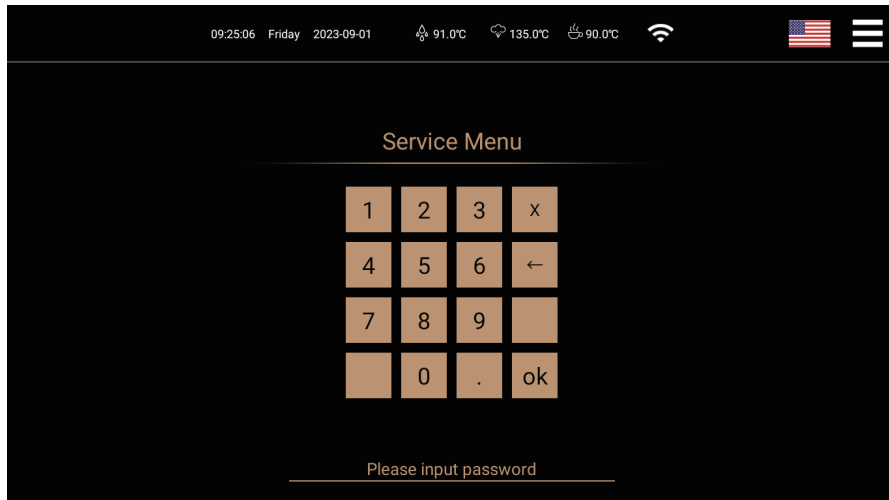 09:25:06 Friday 2023-09-01 91.0℃ 135.0℃ 90.0℃
Service Menu
1 2 3 X
4 5 6 ←
7 8 9
0 . ok
Please input password